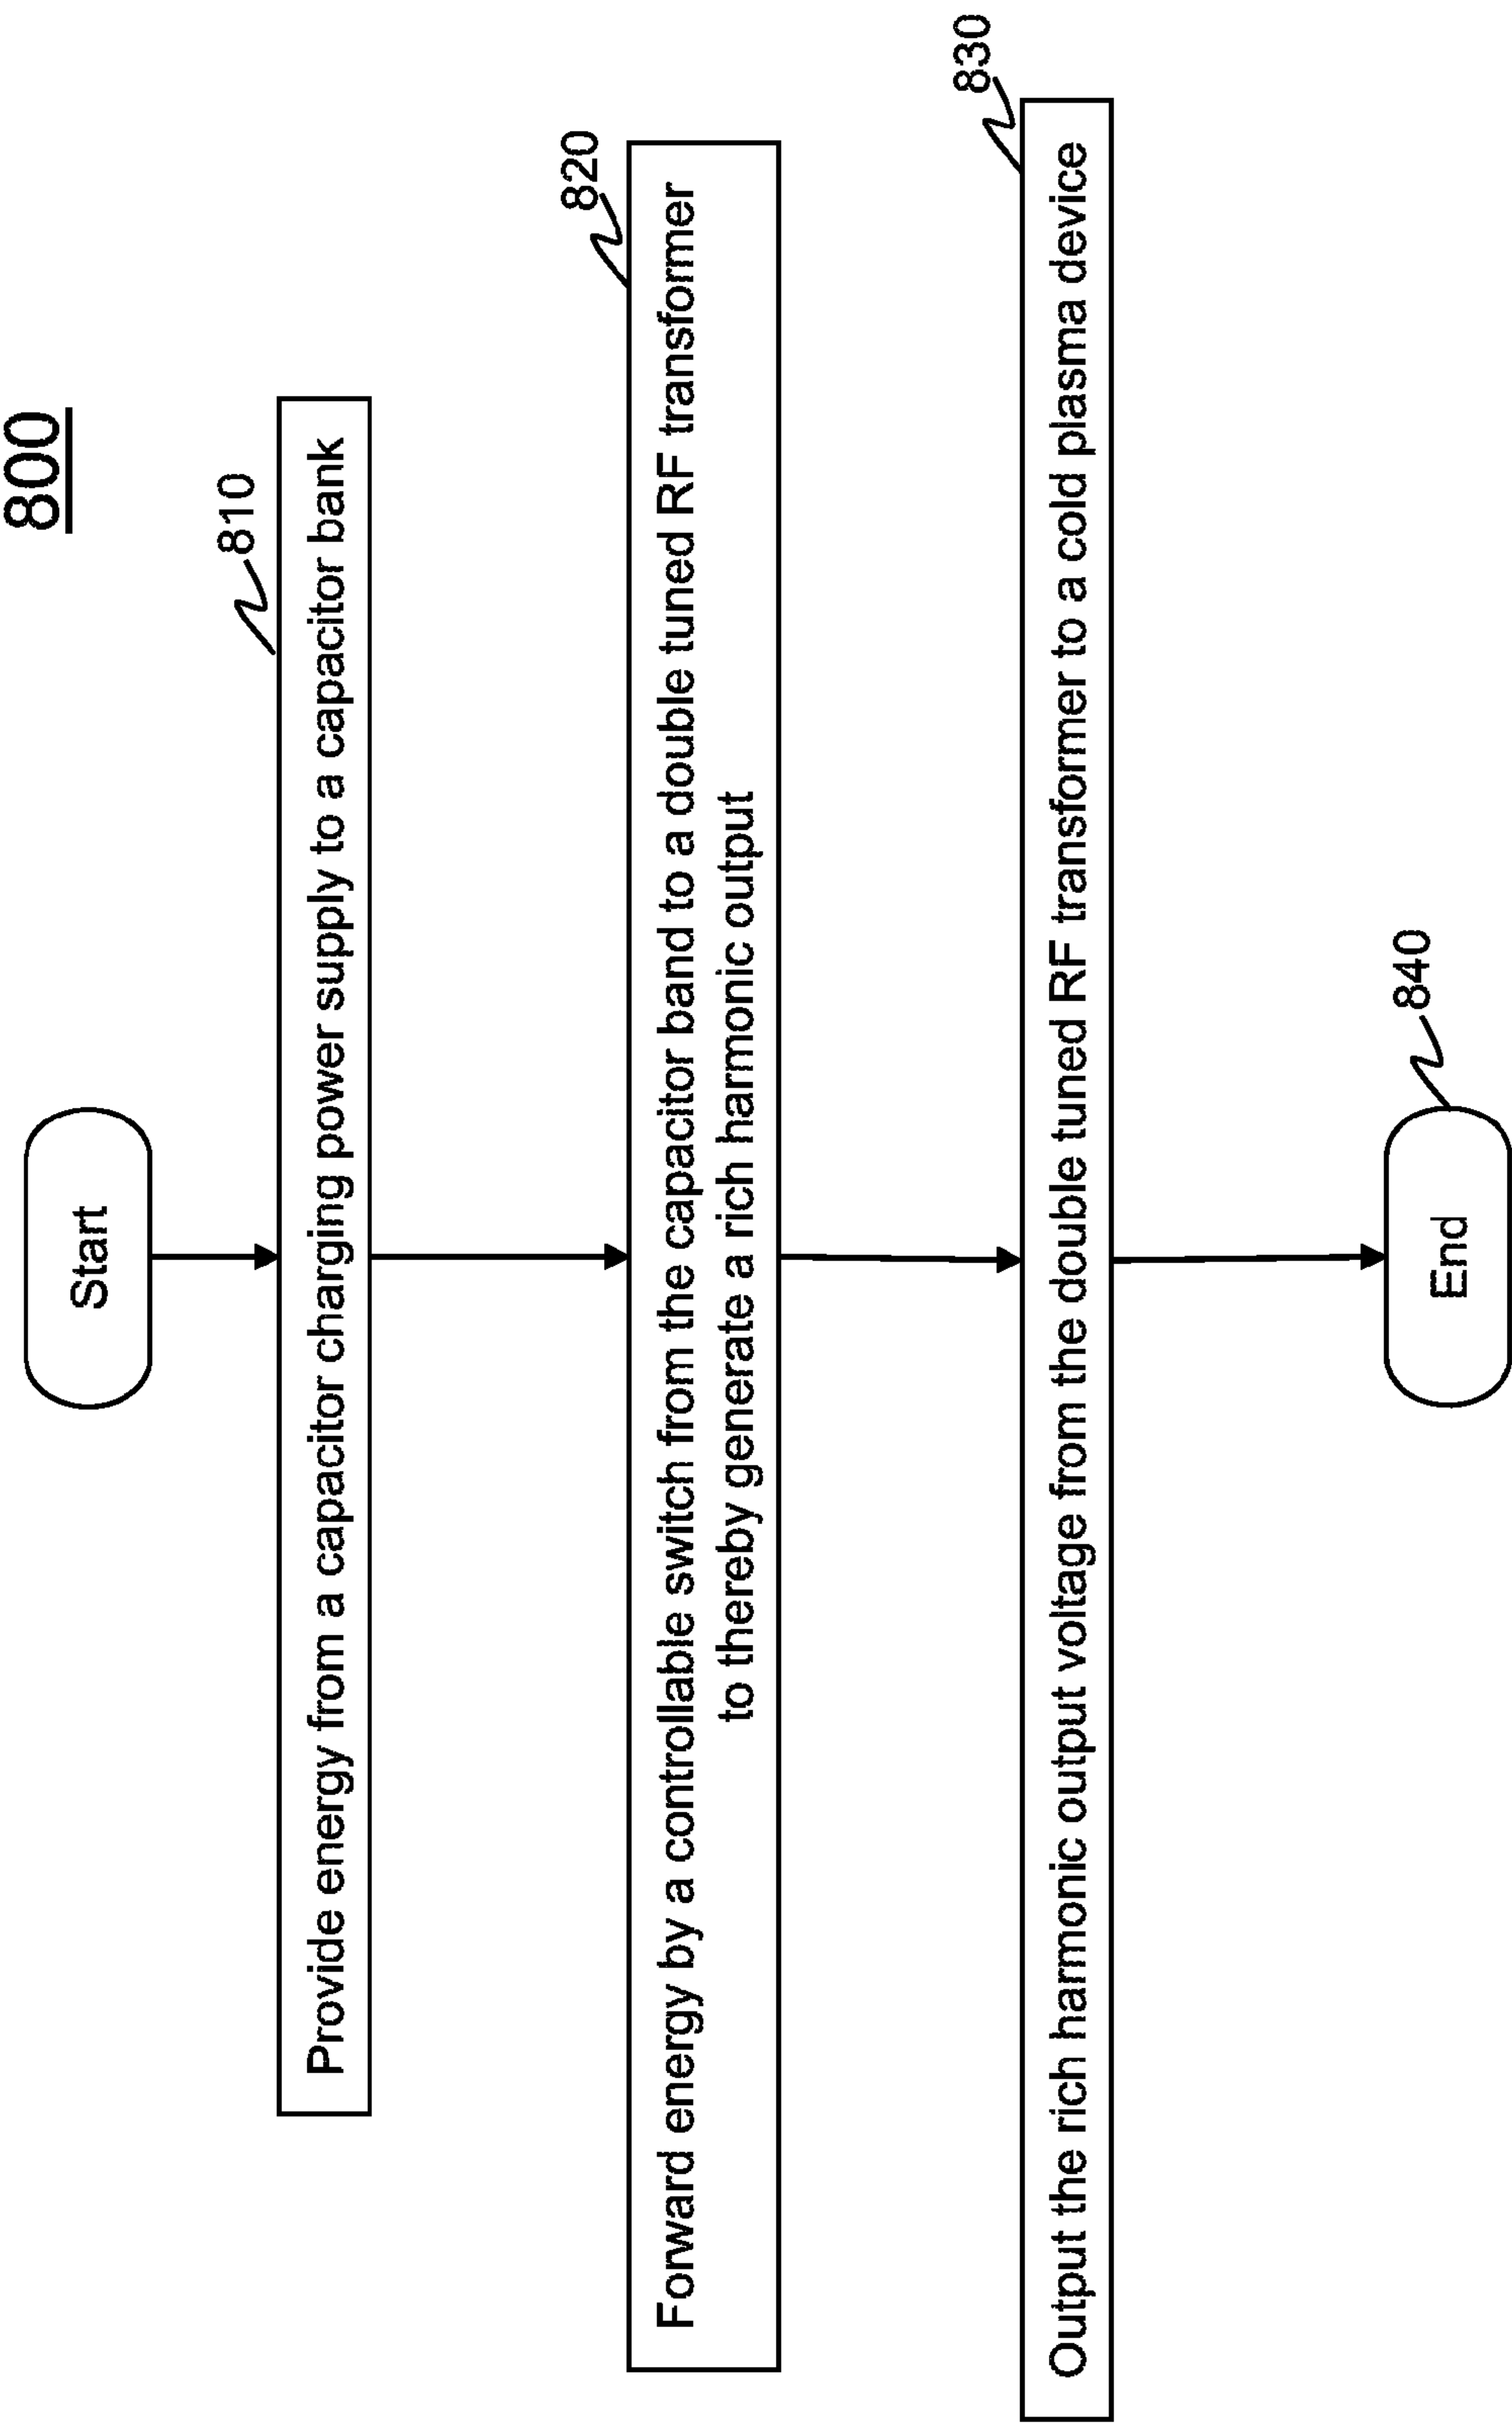 800
Start
810
Provide energy from a capacitor charging power supply to a capacitor bank
820
Forward energy by a controllable switch from the capacitor band to a double tuned RF transformer
to thereby generate a rich harmonic output
830
Output the rich harmonic output voltage from the double tuned RF transformer to a cold plasma device
840
End